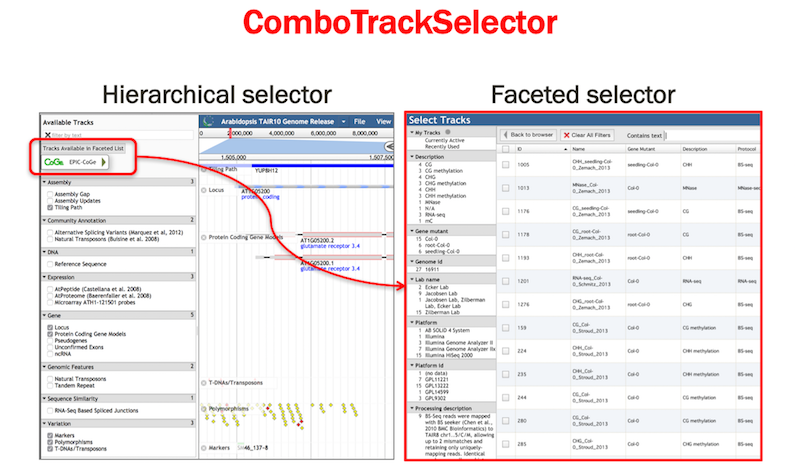 ComboTrackSelector
Hierarchical selector
Faceted selector
Available Tracks
filter by text
Tracks Available in Faceted List:
CoGe EPIC-CoGe
Assembly 3
Assembly Gap
Assembly Updates
Tiling Path
Community Annotation 2
Alternative Splicing Variants (Marquez et al, 2012)
Natural Transposons (Buisine et al. 2008)
DNA 1
Reference Sequence
Expression 3
AtPeptide (Castellana et al. 2008)
AtProteome (Baerenfaller et al. 2008)
Microarray ATH1-121501 probes
Gene 5
Locus
Protein Coding Gene Models
Pseudogenes
Unconfirmed Exons
ncRNA
Genomic Features 2
Natural Transposons
Tandem Repeat
Sequence Similarity 1
RNA-Seq Based Spliced Junctions
Variation 3
Markers
Polymorphisms
T-DNAs/Transposons
Arabidopsis TAIR10 Genome Release File View
0 2,000,000 4,000,000 6,000,000 8,000,000
1,505,000 1,507,500
Tiling Path
YUP8H12
Locus
AT1G05200
protein_coding
Protein Coding Gene Models
AT1G05200.2
glutamate receptor 3.4
AT1G05200.1
glutamate receptor 3.4
T-DNAs/Transposons
Polymorphisms
Markers
SM46_137-8
Select Tracks
My Tracks
Currently Active
Recently Used
Description
4 CG
7 CG methylation
4 CHG
3 CHG methylation
4 CHH
3 CHH methylation
1 MNase
1 N/A
3 RNA-seq
1 mC
Gene mutant
15 Col-0
6 root-Col-0
6 seedling-Col-0
Genome id
27 16911
Lab name
2 Ecker Lab
9 Jacobsen Lab
1 Jacobsen Lab, Zilberman
Lab, Ecker Lab
15 Zilberman Lab
Platform
1 AB SOLiD 4 System
1 Illumina
Illumina Genome Analyzer II
Illumina Genome Analyzer IIx
15 Illumina HiSeq 2000
Platform id
1 (no data)
7 GPL11221
15 GPL13222
1 GPL14599
3 GPL9302
Processing description
9 BS-Seq reads were mapped
with BS seeker (Chen et al.,
2010 BMC Bioinformatics) to
TAIR8 chr1..5/C/M, allowing
up to 2 mismatches and
retaining only uniquely-
mapping reads. Identical
Back to browser
Clear All Filters
Contains text
ID Name Gene Mutant Description Protocol
1005 CHH_seedling-Col-0_Zemach_2013 seedling-Col-0 CHH BS-seq
1013 MNase_Col-0_Zemach_2013 Col-0 MNase MNase-seq
1176 CG_seedling-Col-0_Zemach_2013 seedling-Col-0 CG BS-seq
1178 CG_root-Col-0_Zemach_2013 root-Col-0 CG BS-seq
1193 CHH_root-Col-0_Zemach_2013 root-Col-0 CHH BS-seq
1201 RNA-seq_Col-0_Schmitz_2013 Col-0 RNA-seq RNA-seq
1276 CHG_root-Col-0_Zemach_2013 root-Col-0 CHG BS-seq
159 CG_Col-0_Stroud_2013 Col-0 CG methylation BS-seq
224 CHH_Col-0_Stroud_2013 Col-0 CHH methylation BS-seq
235 CHH_Col-0_Stroud_2013 Col-0 CHH methylation BS-seq
244 CG_Col-0_Stroud_2013 Col-0 CG methylation BS-seq
280 CG_Col-0_Stroud_2013 Col-0 CG methylation BS-seq
285 CHG_Col-0_Stroud_2013 Col-0 CHG methylation BS-seq